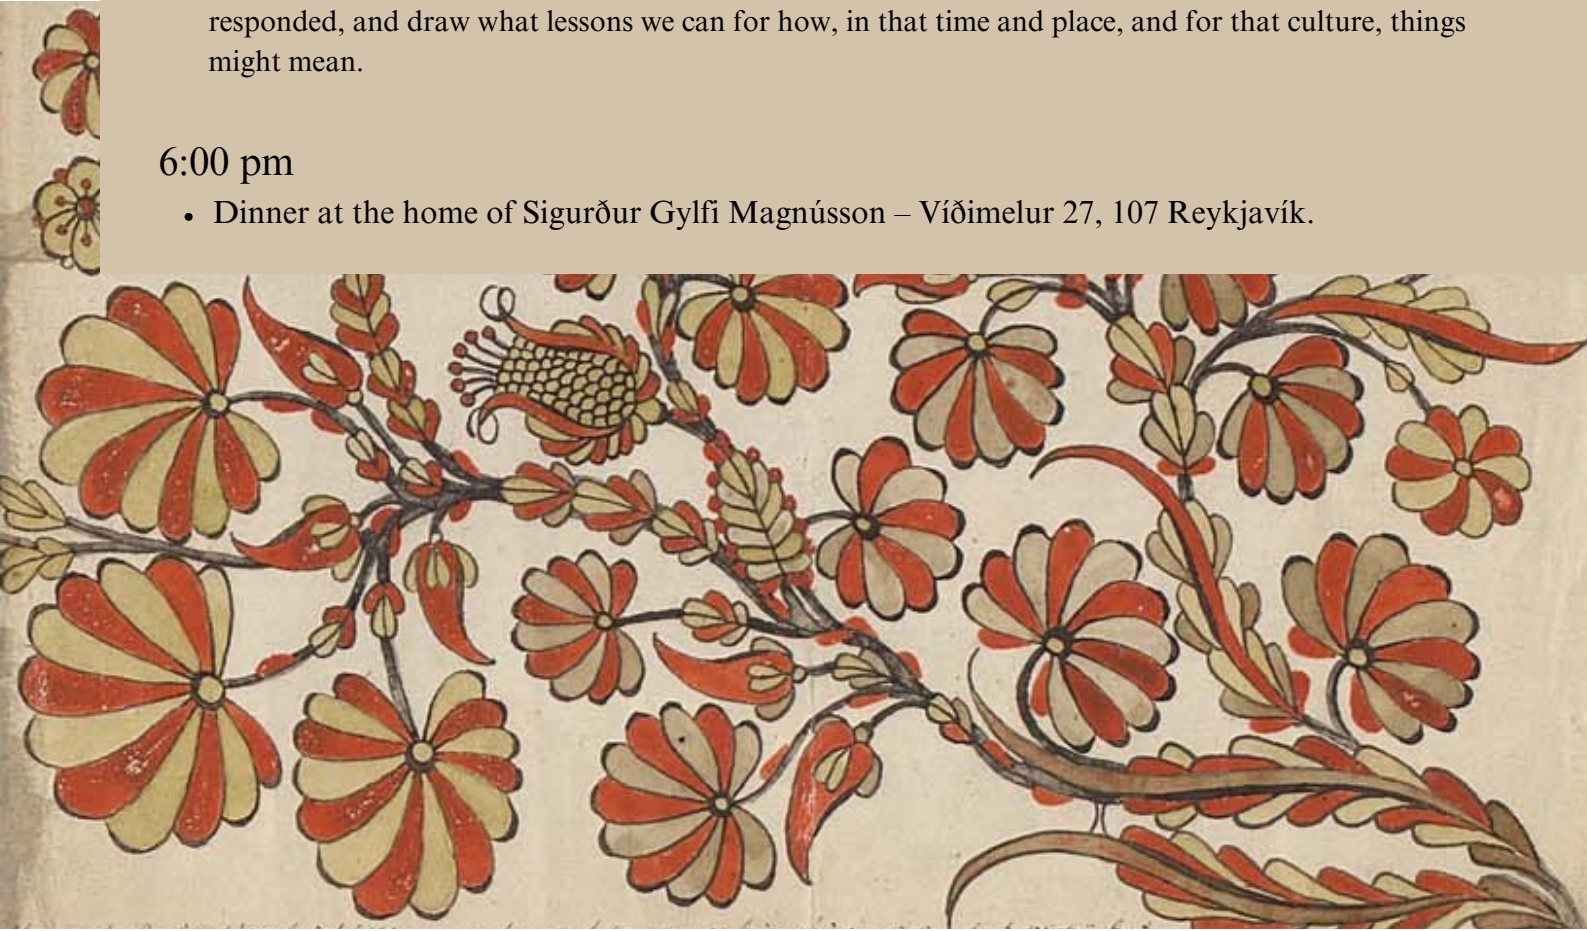 responded, and draw what lessons we can for how, in that time and place, and for that culture, things
might mean.
6:00 pm
• Dinner at the home of Sigurður Gylfi Magnússon – Víðimelur 27, 107 Reykjavík.